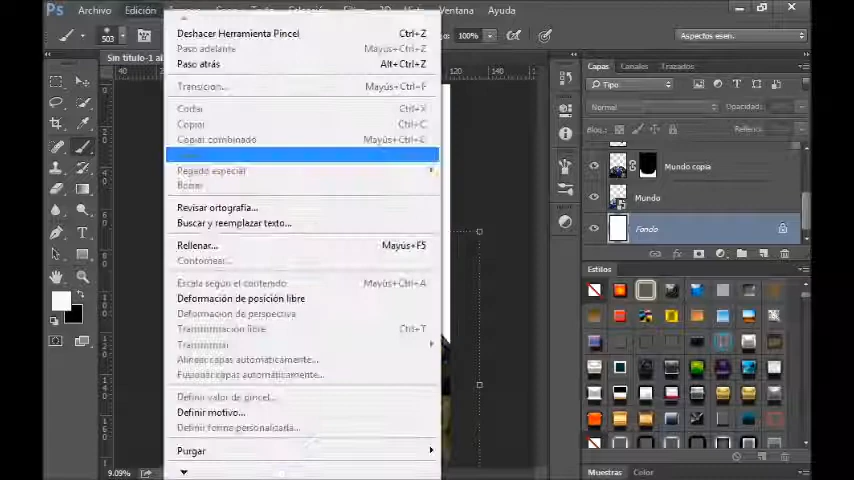 Ps Archivo Edición Ventana Ayuda
503 100% Aspectos esen.
Sin título-1 al
40 120 140
Deshacer Herramienta Pincel Ctrl+Z
Paso adelante Mayús+Ctrl+Z
Paso atrás Alt+Ctrl+Z
Transición... Mayús+Ctrl+F
Cortar Ctrl+X
Copiar Ctrl+C
Copiar combinado Mayús+Ctrl+C
Pegado especial
Borrar
Revisar ortografía...
Buscar y reemplazar texto...
Rellenar... Mayús+F5
Contornear...
Escala según el contenido Mayús+Ctrl+A
Deformación de posición libre
Deformación de perspectiva
Transformación libre Ctrl+T
Transformar
Alinear capas automáticamente...
Fusionar capas automáticamente...
Definir valor de pincel...
Definir motivo...
Definir forma personalizada...
Purgar
9.09%
Capas Canales Trazados
Tipo
Normal Opacidad:
Bloq.: Relleno:
Mundo copia
Mundo
Fondo
Estilos
Muestras Color